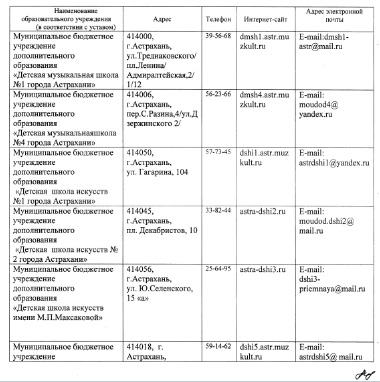 Наименование
образовательного учреждения
(в соответствии с уставом)
Адрес
Телефон
Интернет-сайт
Адрес электронной
почты
Муниципальное бюджетное
учреждение
дополнительного
образования
«Детская музыкальная школа
№1 города Астрахани»
414000,
г.Астрахань,
ул.Тредиаковского/
пл.Ленина/
Адмиралтейская,2/
1/12
39-56-68
dmsh1.astr.muz
kult.ru
E-mail:dmsh1-
astr@mail.ru
Муниципальное бюджетное
учреждение
дополнительного
образования
«Детская музыкальнаяшкола
№4 города Астрахани»
414006,
г.Астрахань,
пер.С.Разина,4/ул.Д
зержинского 2/
56-23-66
dmsh4.astr.muz
kult.ru
E-mail:
moudod4@
yandex.ru
Муниципальное бюджетное
учреждение
дополнительного
образования
«Детская школа искусств
№1 города Астрахани»
414050,
г.Астрахань,
ул. Гагарина, 104
57-73-45
dshi1.astr.muz
kult.ru
E-mail:
astrdshi1@yandex.ru
Муниципальное бюджетное
учреждение
дополнительного
образования
«Детская школа искусств №
2 города Астрахани»
414045,
г.Астрахань,
пл. Декабристов, 10
33-82-44
astra-dshi2.ru
E-mail:
moudod.dshi2@
mail.ru
Муниципальное бюджетное
учреждение
дополнительного
образования
«Детская школа искусств
имени М.П.Максаковой»
414056,
г.Астрахань,
ул. Ю.Селенского,
15 «а»
25-64-95
astra-dshi3.ru
E-mail:
dshi3-
priemnaya@mail.ru
Муниципальное бюджетное
учреждение
414018, г.
Астрахань,
59-14-62
dshi5.astr.muz
kult.ru
E-mail:
astrdshi5@mail.ru